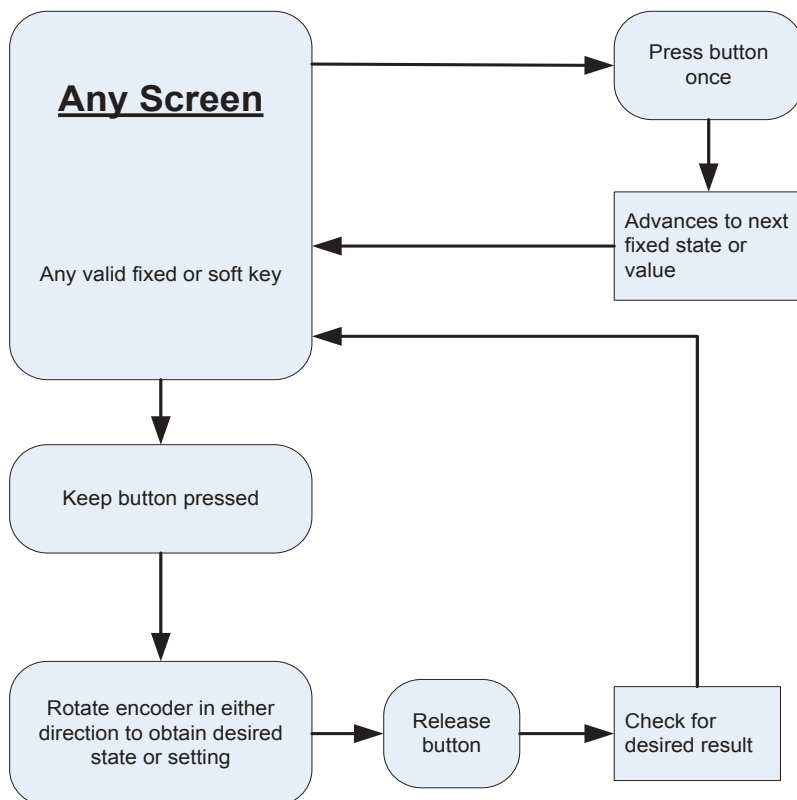 Any Screen
Any valid fixed or soft key
Press button
once
Advances to next
fixed state or
value
Keep button pressed
Rotate encoder in either
direction to obtain desired
state or setting
Release
button
Check for
desired result